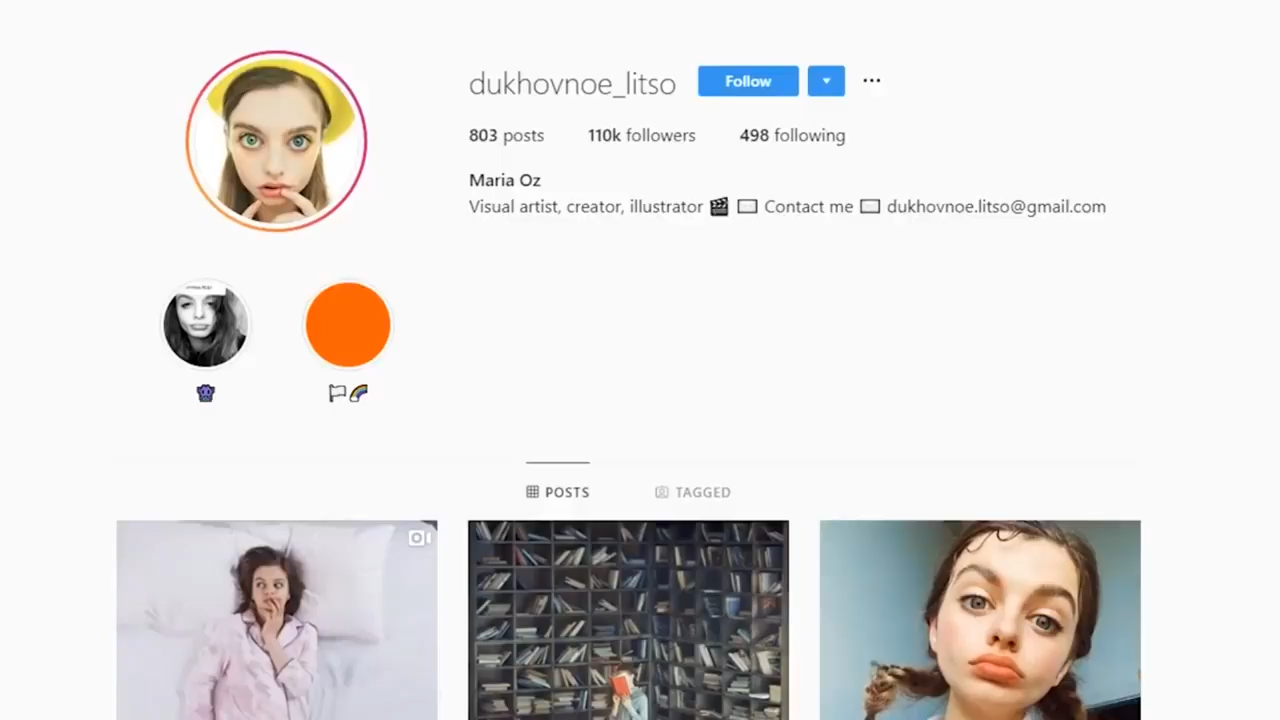 dukhovnoe_litso Follow
803 posts 110k followers 498 following
Maria Oz
Visual artist, creator, illustrator Contact me dukhovnoe.litso@gmail.com
POSTS TAGGED